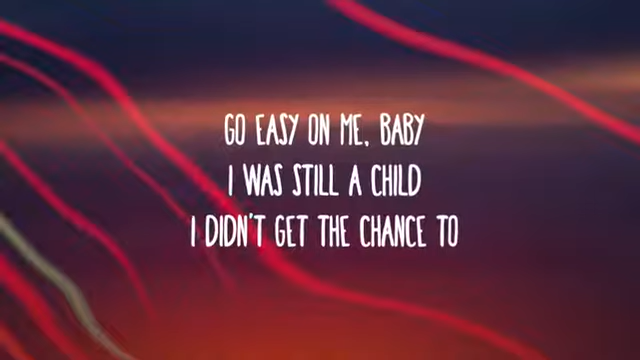 GO EASY ON ME, BABY
I WAS STILL A CHILD
I DIDN'T GET THE CHANCE TO